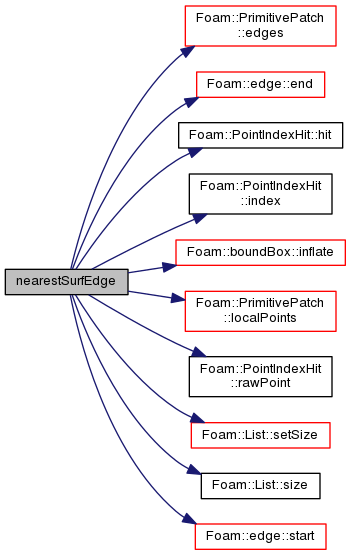 Foam::PrimitivePatch
::edges
Foam::edge::end
Foam::PointIndexHit::hit
Foam::PointIndexHit
::index
Foam::boundBox::inflate
nearestSurfEdge
Foam::PrimitivePatch
::localPoints
Foam::PointIndexHit
::rawPoint
Foam::List::setSize
Foam::List::size
Foam::edge::start